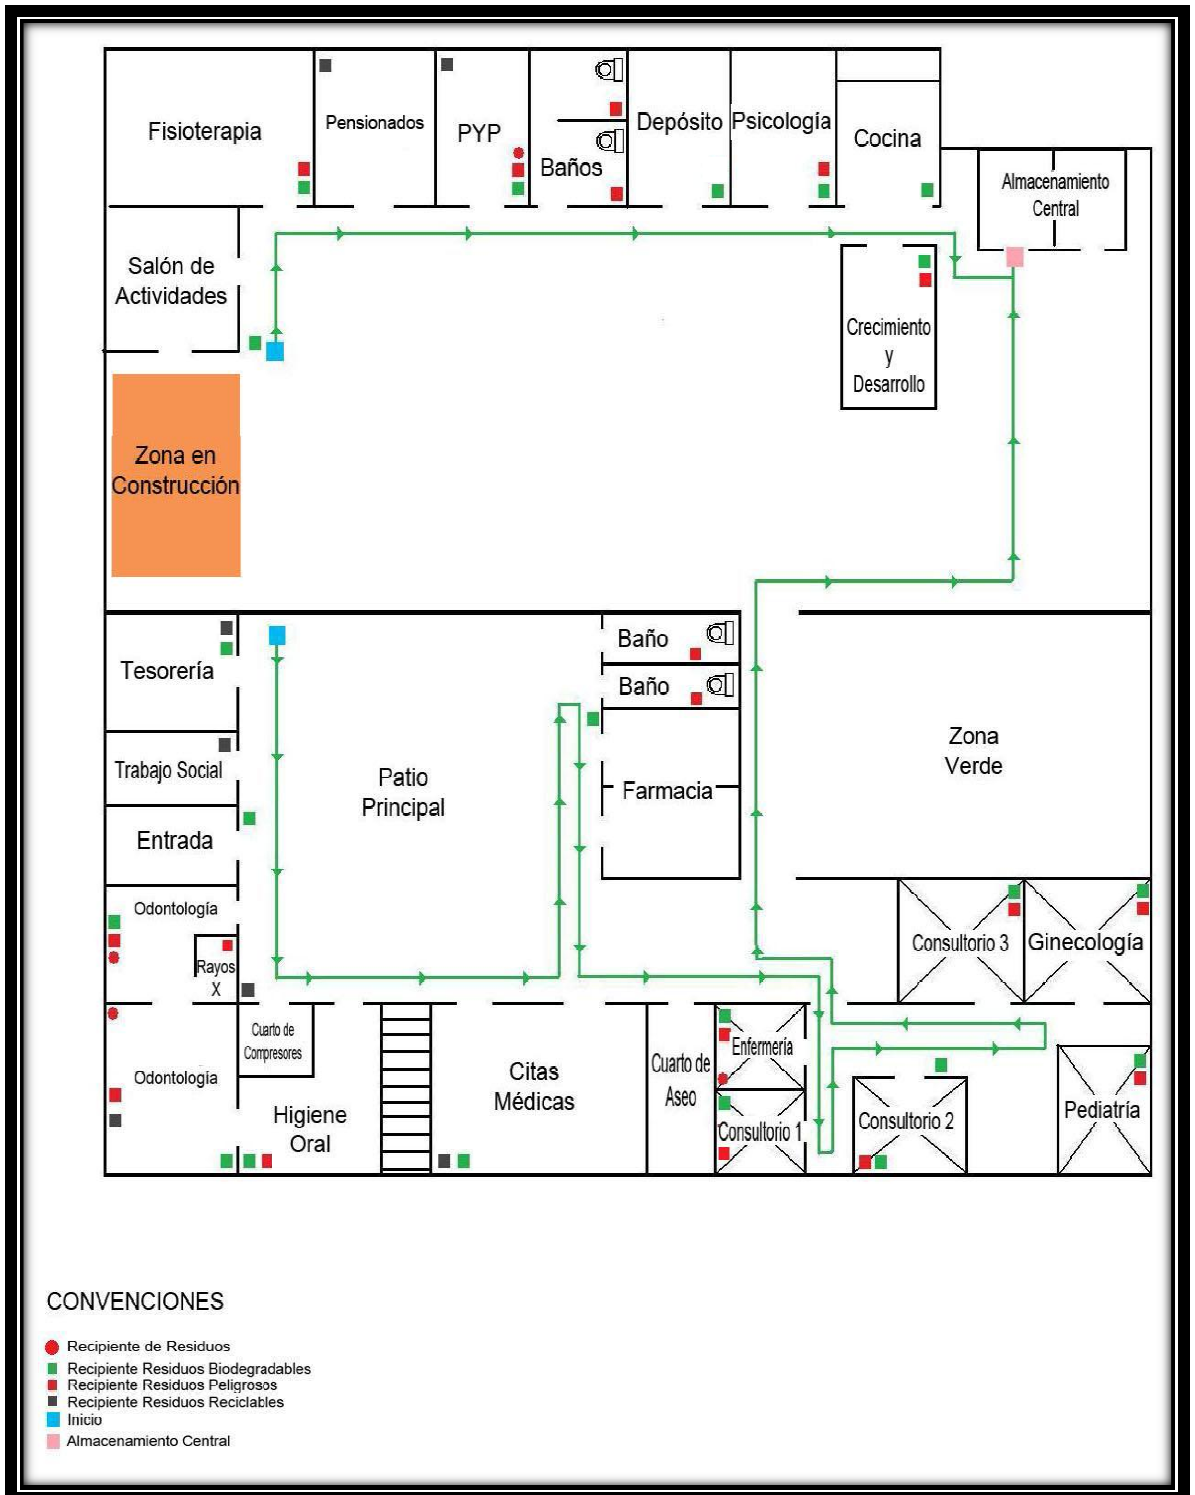 Fisioterapia
Pensionados
PYP
Baños
Depósito
Psicología
Cocina
Almacenamiento
Central
Salón de
Actividades
Crecimiento
y
Desarrollo
Zona en
Construcción
Tesorería
Baño
Baño
Trabajo Social
Patio
Principal
Farmacia
Zona
Verde
Entrada
Odontología
Rayos
X
Consultorio 3
Ginecología
Cuarto de
Compresores
Odontología
Higiene
Oral
Citas
Médicas
Cuarto de
Aseo
Enfermería
Consultorio 1
Consultorio 2
Pediatría
CONVENCIONES
Recipiente de Residuos
Recipiente Residuos Biodegradables
Recipiente Residuos Peligrosos
Recipiente Residuos Reciclables
Inicio
Almacenamiento Central